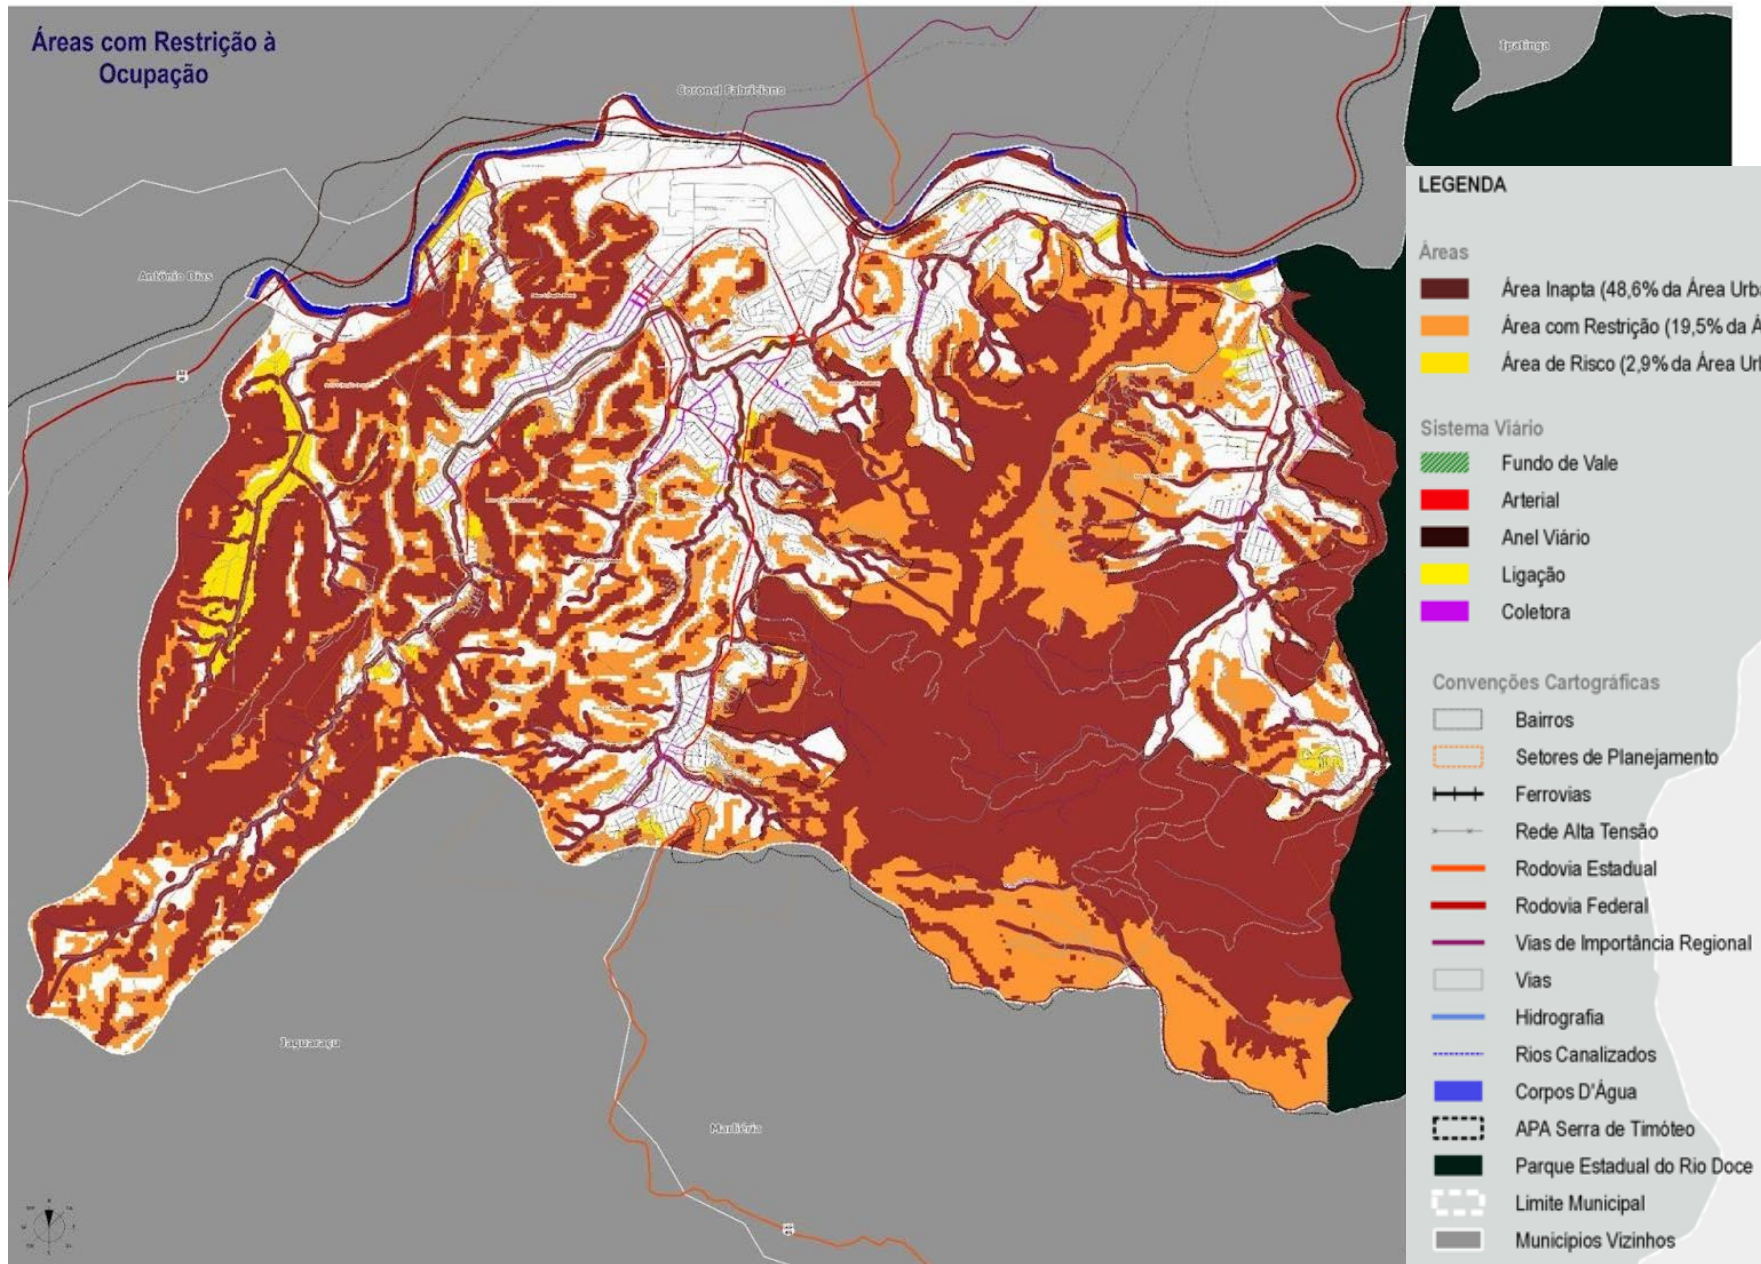 Áreas com Restrição à
Ocupação
Ipatinga
Coronel Fabriciano
Antônio Dias
Jaguaraçu
Marliéria
LEGENDA
Áreas
Área Inapta (48,6% da Área Urba
Área com Restrição (19,5% da Á
Área de Risco (2,9% da Área Url
Sistema Viário
Fundo de Vale
Arterial
Anel Viário
Ligação
Coletora
Convenções Cartográficas
Bairros
Setores de Planejamento
Ferrovias
Rede Alta Tensão
Rodovia Estadual
Rodovia Federal
Vias de Importância Regional
Vias
Hidrografia
Rios Canalizados
Corpos D'Água
APA Serra de Timóteo
Parque Estadual do Rio Doce
Limite Municipal
Municípios Vizinhos